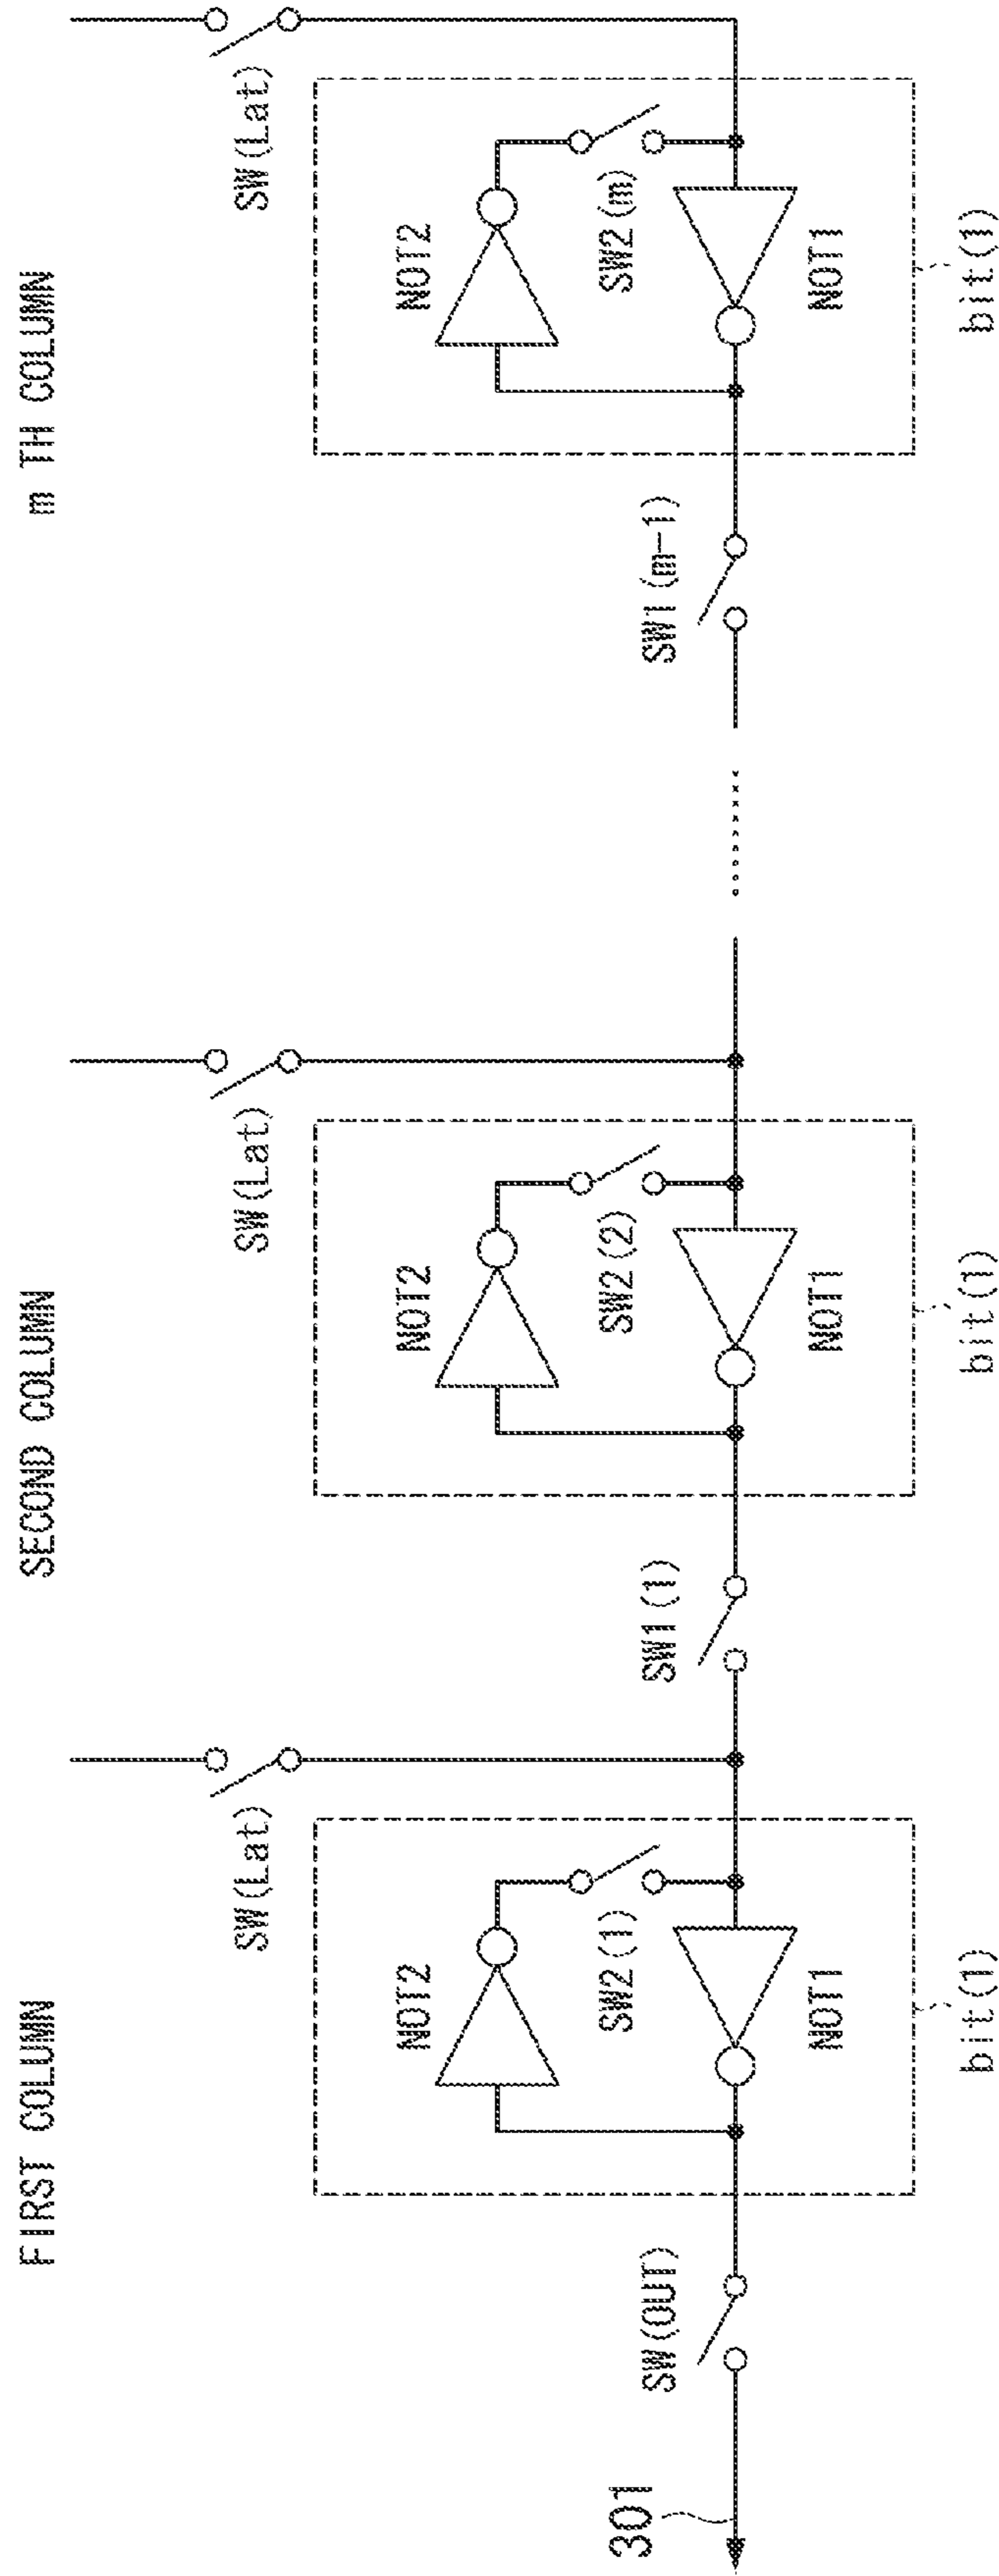 FIRST COLUMN
SECOND COLUMN
m TH COLUMN
SW(Lat)
SW(Lat)
SW(Lat)
NOT2
NOT2
NOT2
SW2(1)
SW2(2)
SW2(m)
301
SW(OUT)
SW1(1)
SW1(m-1)
NOT1
NOT1
NOT1
bit(1)
bit(1)
bit(1)